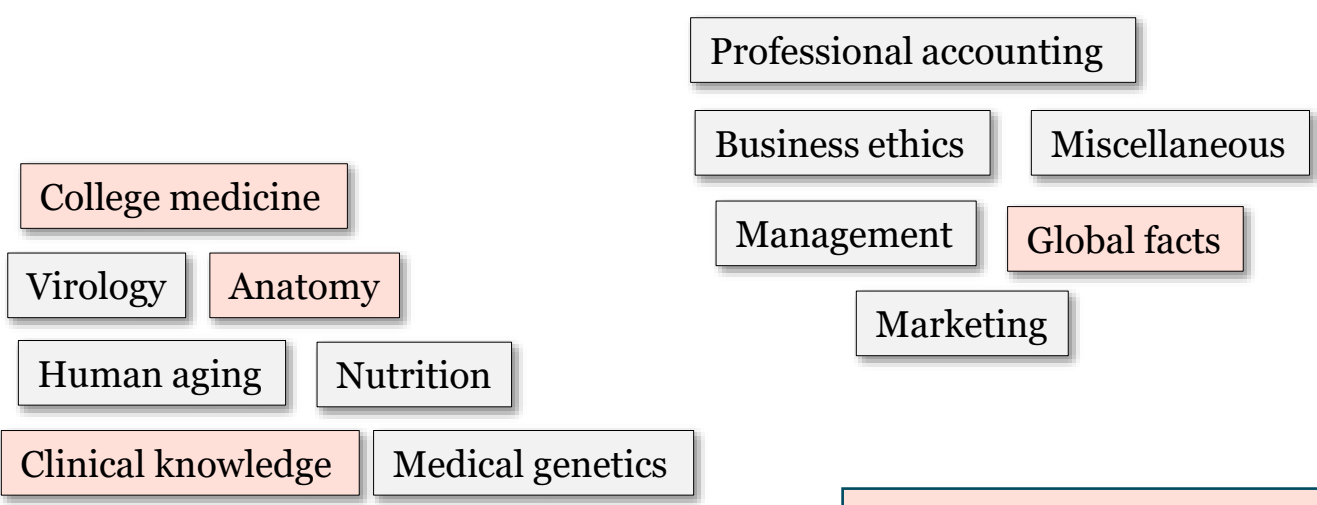 Professional accounting
Business ethics
Miscellaneous
Management
Global facts
Marketing
College medicine
Virology
Anatomy
Human aging
Nutrition
Clinical knowledge
Medical genetics